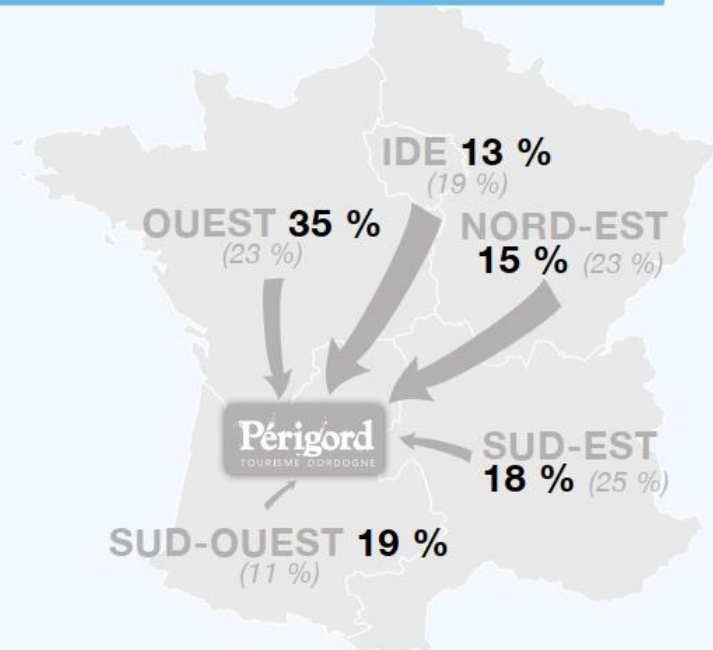 IDE 13 %
(19 %)
OUEST 35 %
(23 %)
NORD-EST
15 % (23 %)
Périgord
TOURISME DORDOGNE
SUD-EST
18 % (25 %)
SUD-OUEST 19 %
(11 %)